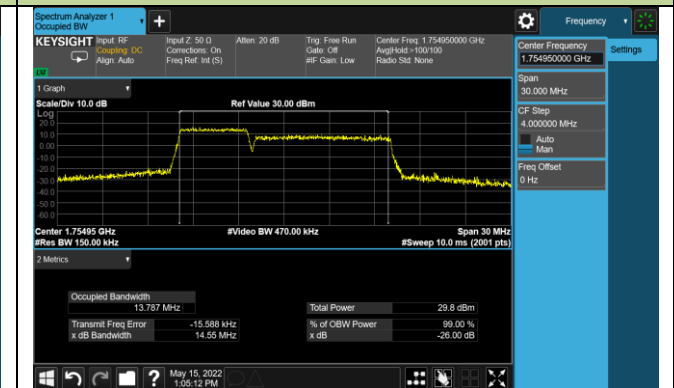 Spectrum Analyzer 1
Occupied BW
Frequency
KEYSIGHT
Input: RF
Coupling: DC
Align: Auto
Input Z: 50 Ω
Corrections: On
Freq Ref: Int (S)
Atten: 20 dB
Trig: Free Run
Gate: Off
#IF Gain: Low
Center Freq: 1.754950000 GHz
Avg|Hold:>100/100
Radio Std: None
Center Frequency
1.754950000 GHz
Settings
Span
30.000 MHz
CF Step
4.000000 MHz
Auto
Man
Freq Offset
0 Hz
1 Graph
Scale/Div 10.0 dB
Ref Value 30.00 dBm
Log
20.0
10.0
0.00
-10.0
-20.0
-30.0
-40.0
-50.0
-60.0
Center 1.75495 GHz
#Video BW 470.00 kHz
Span 30 MHz
#Res BW 150.00 kHz
#Sweep 10.0 ms (2001 pts)
2 Metrics
Occupied Bandwidth
13.787 MHz
Total Power
29.8 dBm
Transmit Freq Error
-15.588 kHz
% of OBW Power
99.00 %
x dB Bandwidth
14.55 MHz
x dB
-26.00 dB
May 15, 2022
1:05:12 PM